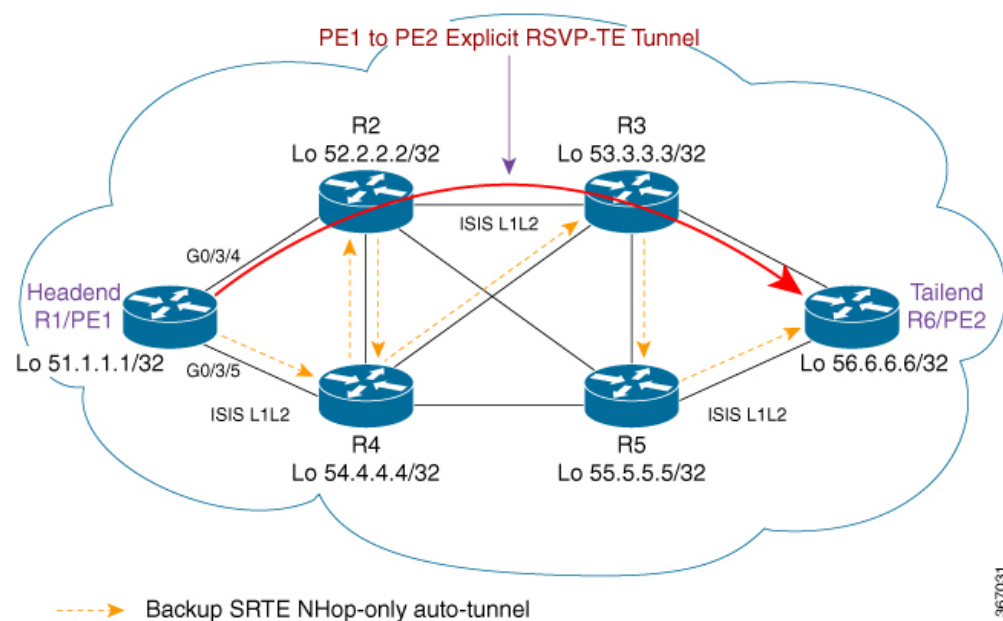 PE1 to PE2 Explicit RSVP-TE Tunnel
R2
Lo 52.2.2.2/32
R3
Lo 53.3.3.3/32
ISIS L1L2
G0/3/4
Headend
R1/PE1
Lo 51.1.1.1/32
Tailend
R6/PE2
Lo 56.6.6.6/32
G0/3/5
ISIS L1L2
ISIS L1L2
R4
Lo 54.4.4.4/32
R5
Lo 55.5.5.5/32
Backup SRTE NHop-only auto-tunnel
367031